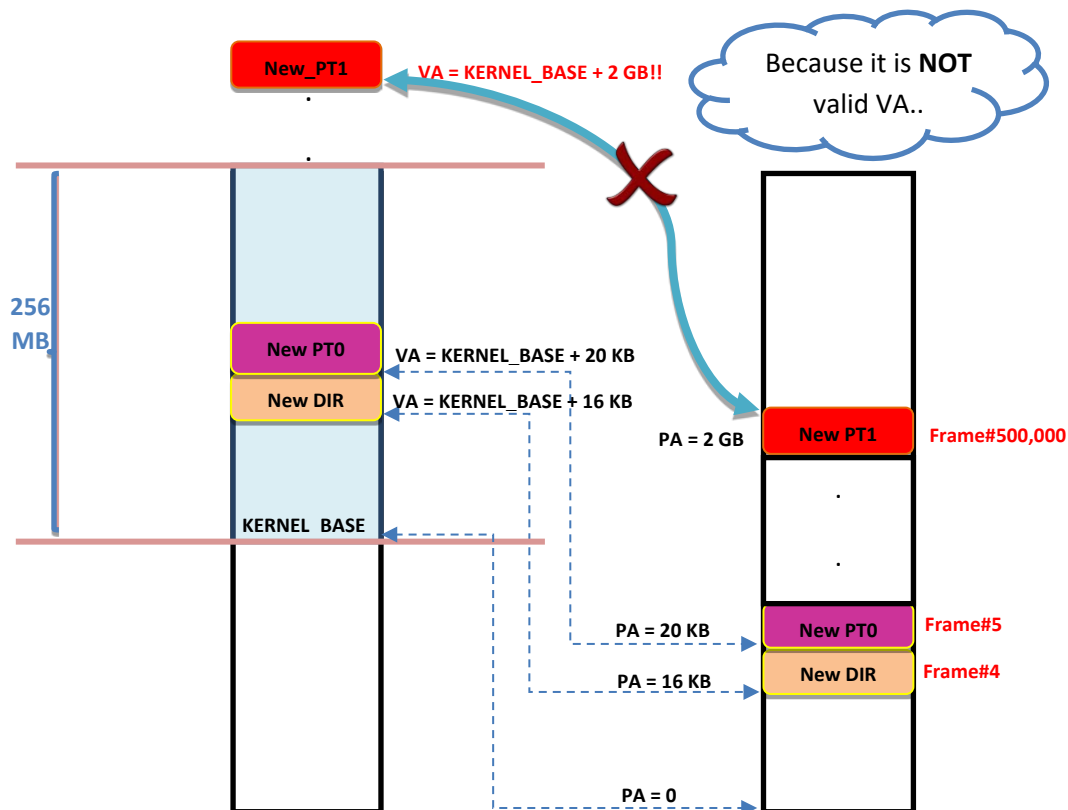 New_PT1
VA = KERNEL_BASE + 2 GB!!
Because it is NOT
valid VA..
.
.
256
MB
New PT0
VA = KERNEL_BASE + 20 KB
New DIR
VA = KERNEL_BASE + 16 KB
PA = 2 GB
New PT1
Frame#500,000
.
.
KERNEL_BASE
PA = 20 KB
New PT0
Frame#5
PA = 16 KB
New DIR
Frame#4
PA = 0